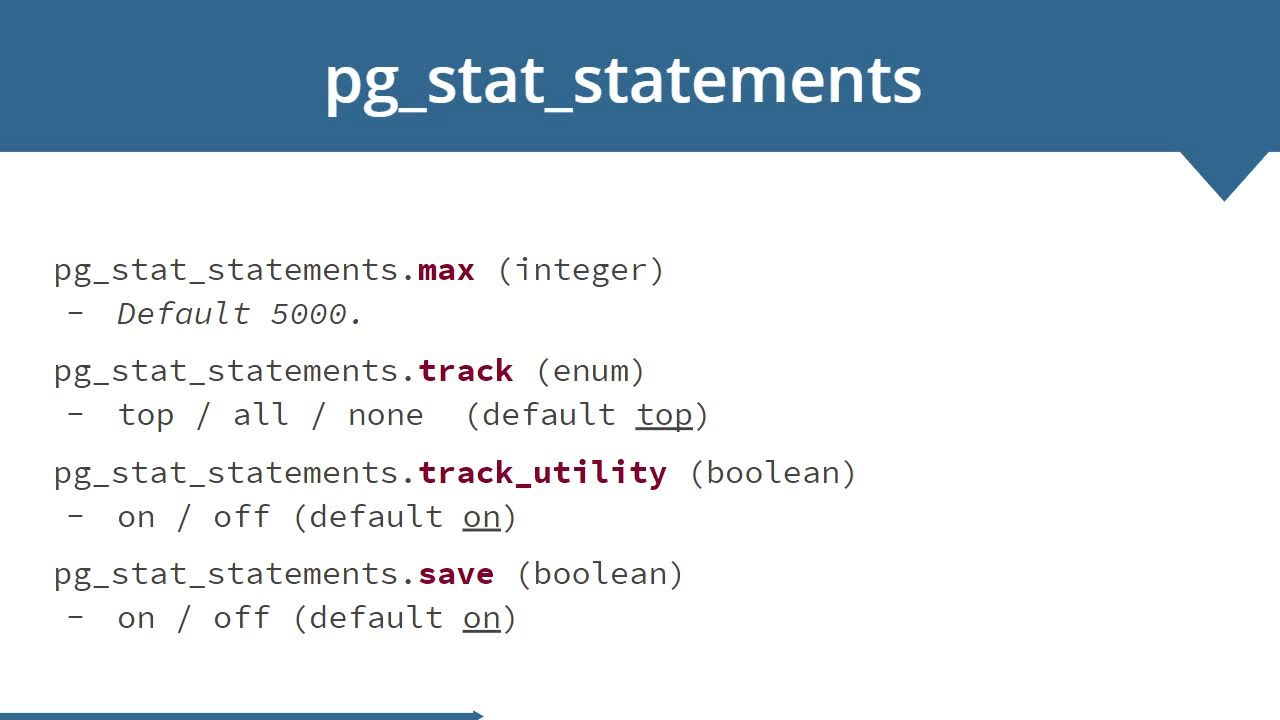 pg_stat_statements
pg_stat_statements.max (integer)
- Default 5000.
pg_stat_statements.track (enum)
- top / all / none (default top)
pg_stat_statements.track_utility (boolean)
- on / off (default on)
pg_stat_statements.save (boolean)
- on / off (default on)